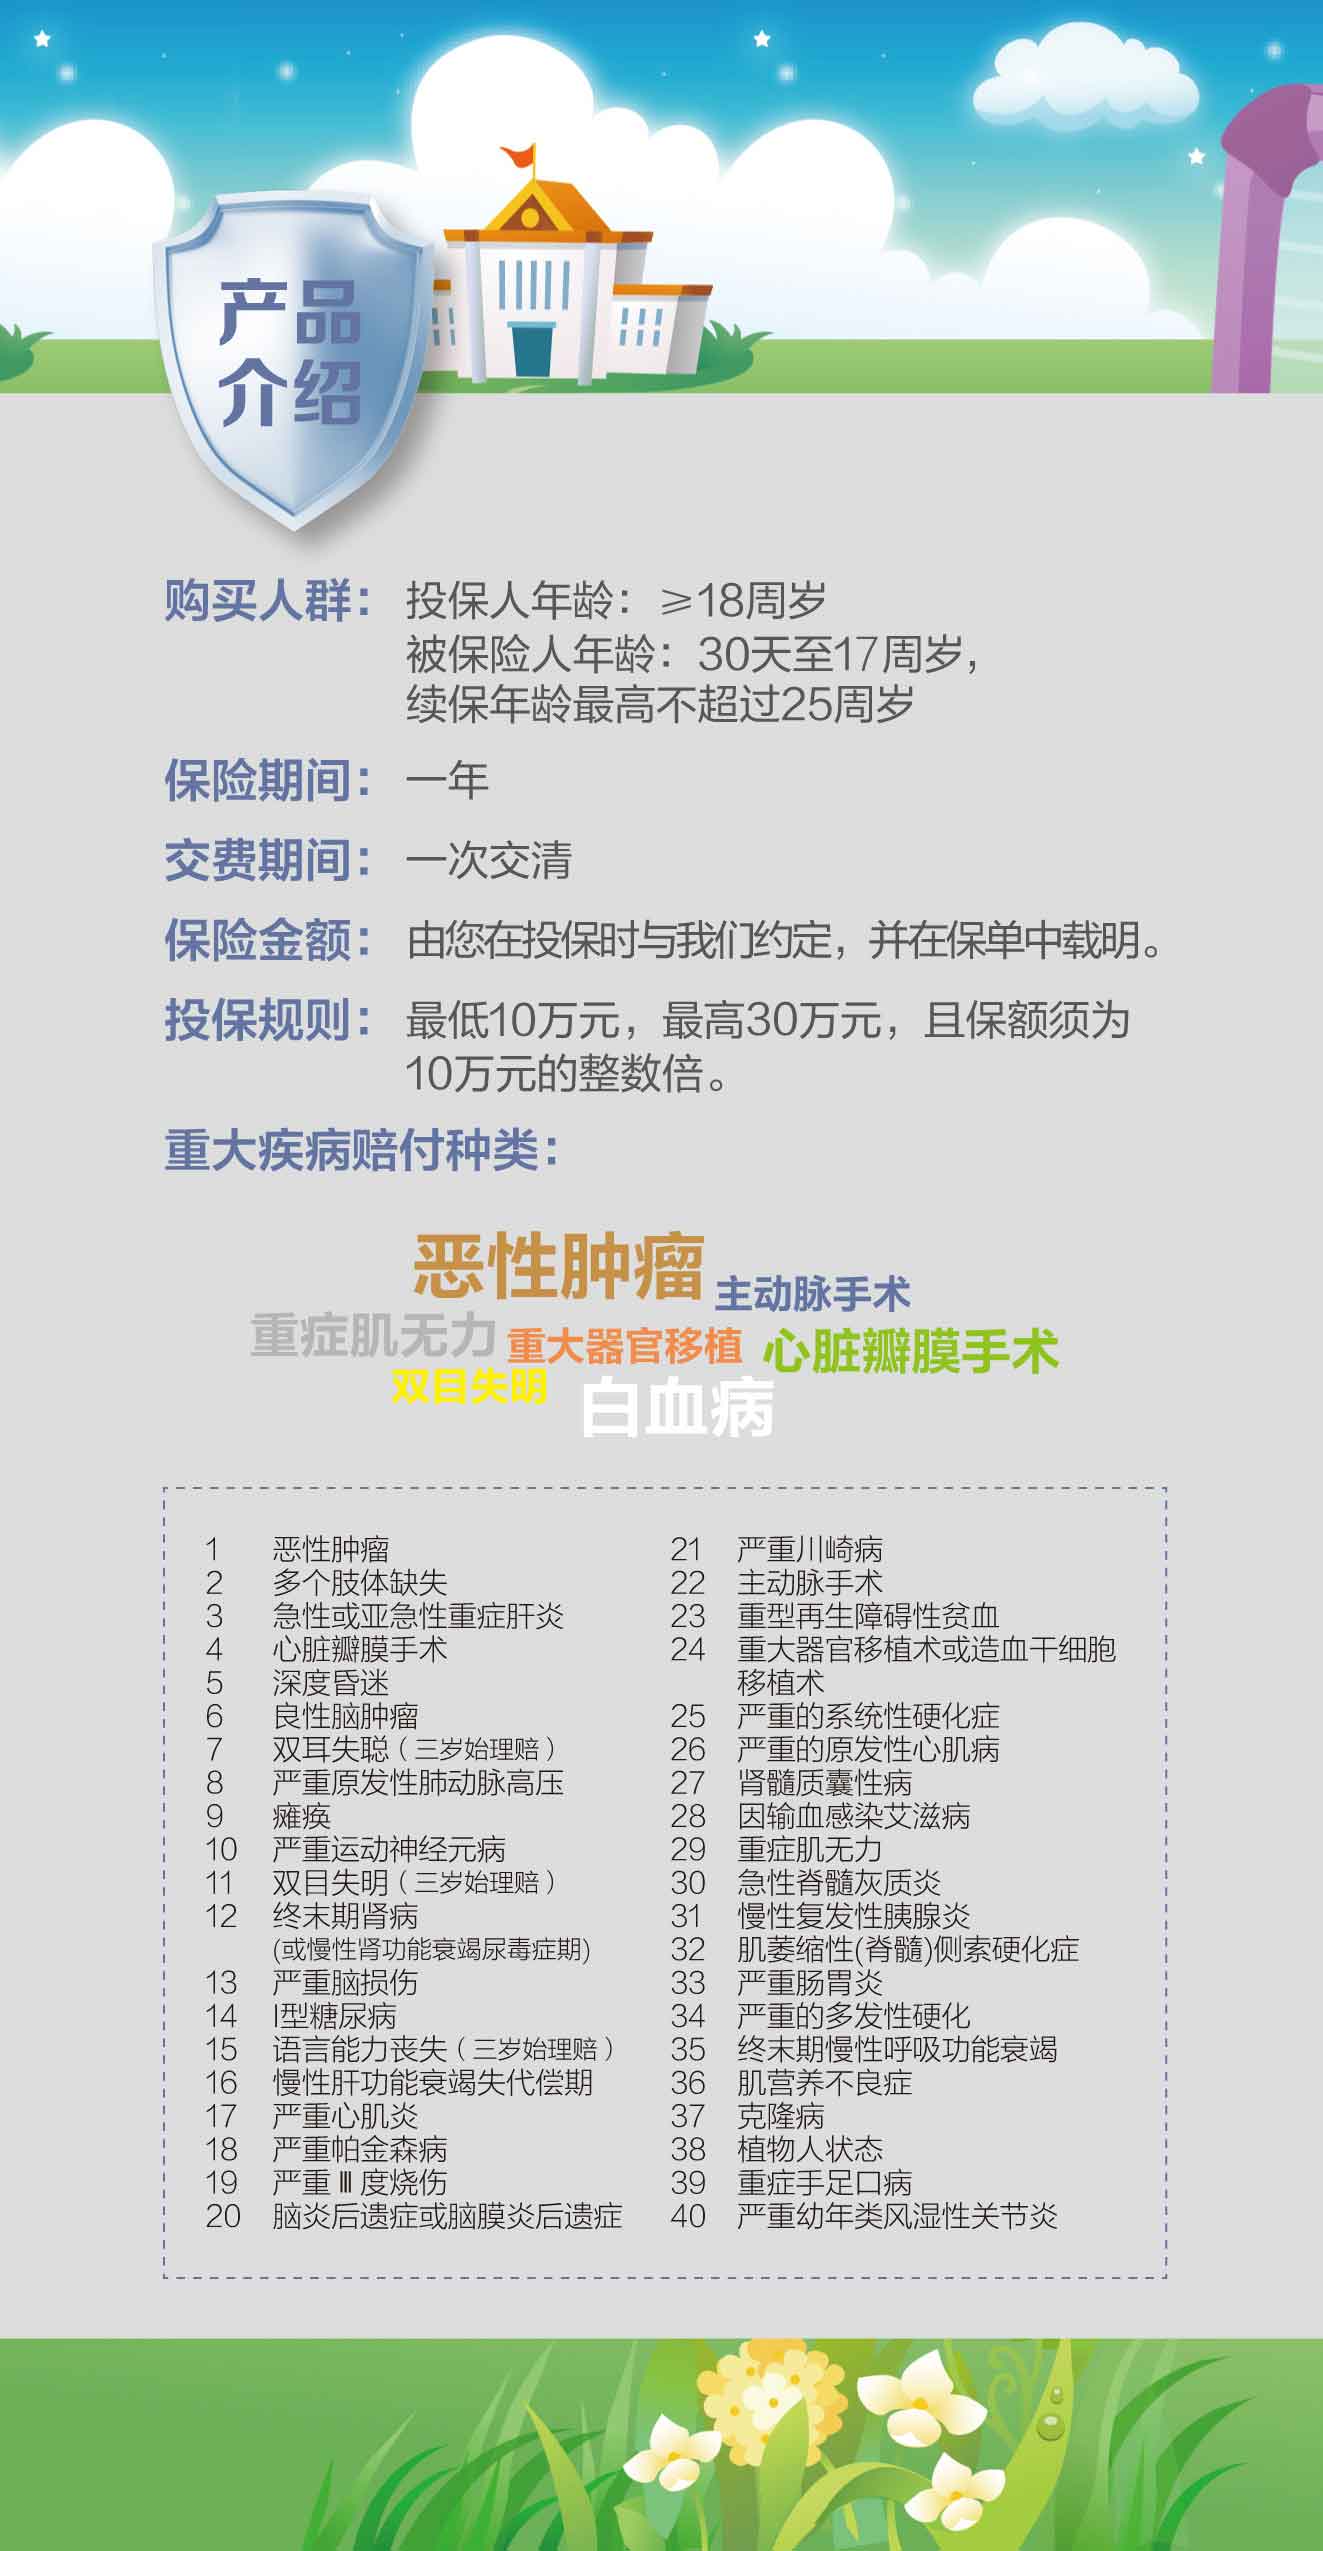 产品
介绍
购买人群：投保人年龄：≥18周岁
被保险人年龄：30天至17周岁，
续保年龄最高不超过25周岁
保险期间：一年
交费期间：一次交清
保险金额：由您在投保时与我们约定，并在保单中载明。
投保规则：最低10万元，最高30万元，且保额须为
10万元的整数倍。
重大疾病赔付种类：
恶性肿瘤
主动脉手术
重症肌无力
重大器官移植
心脏瓣膜手术
双目失明
白血病
1 恶性肿瘤
2 多个肢体缺失
3 急性或亚急性重症肝炎
4 心脏瓣膜手术
5 深度昏迷
6 良性脑肿瘤
7 双耳失聪（三岁始理赔）
8 严重原发性肺动脉高压
9 瘫痪
10 严重运动神经元病
11 双目失明（三岁始理赔）
12 终末期肾病
(或慢性肾功能衰竭尿毒症期)
13 严重脑损伤
14 I型糖尿病
15 语言能力丧失（三岁始理赔）
16 慢性肝功能衰竭失代偿期
17 严重心肌炎
18 严重帕金森病
19 严重Ⅲ度烧伤
20 脑炎后遗症或脑膜炎后遗症
21 严重川崎病
22 主动脉手术
23 重型再生障碍性贫血
24 重大器官移植术或造血干细胞
移植术
25 严重的系统性硬化症
26 严重的原发性心肌病
27 肾髓质囊性病
28 因输血感染艾滋病
29 重症肌无力
30 急性脊髓灰质炎
31 慢性复发性胰腺炎
32 肌萎缩性(脊髓)侧索硬化症
33 严重肠胃炎
34 严重的多发性硬化
35 终末期慢性呼吸功能衰竭
36 肌营养不良症
37 克隆病
38 植物人状态
39 重症手足口病
40 严重幼年类风湿性关节炎